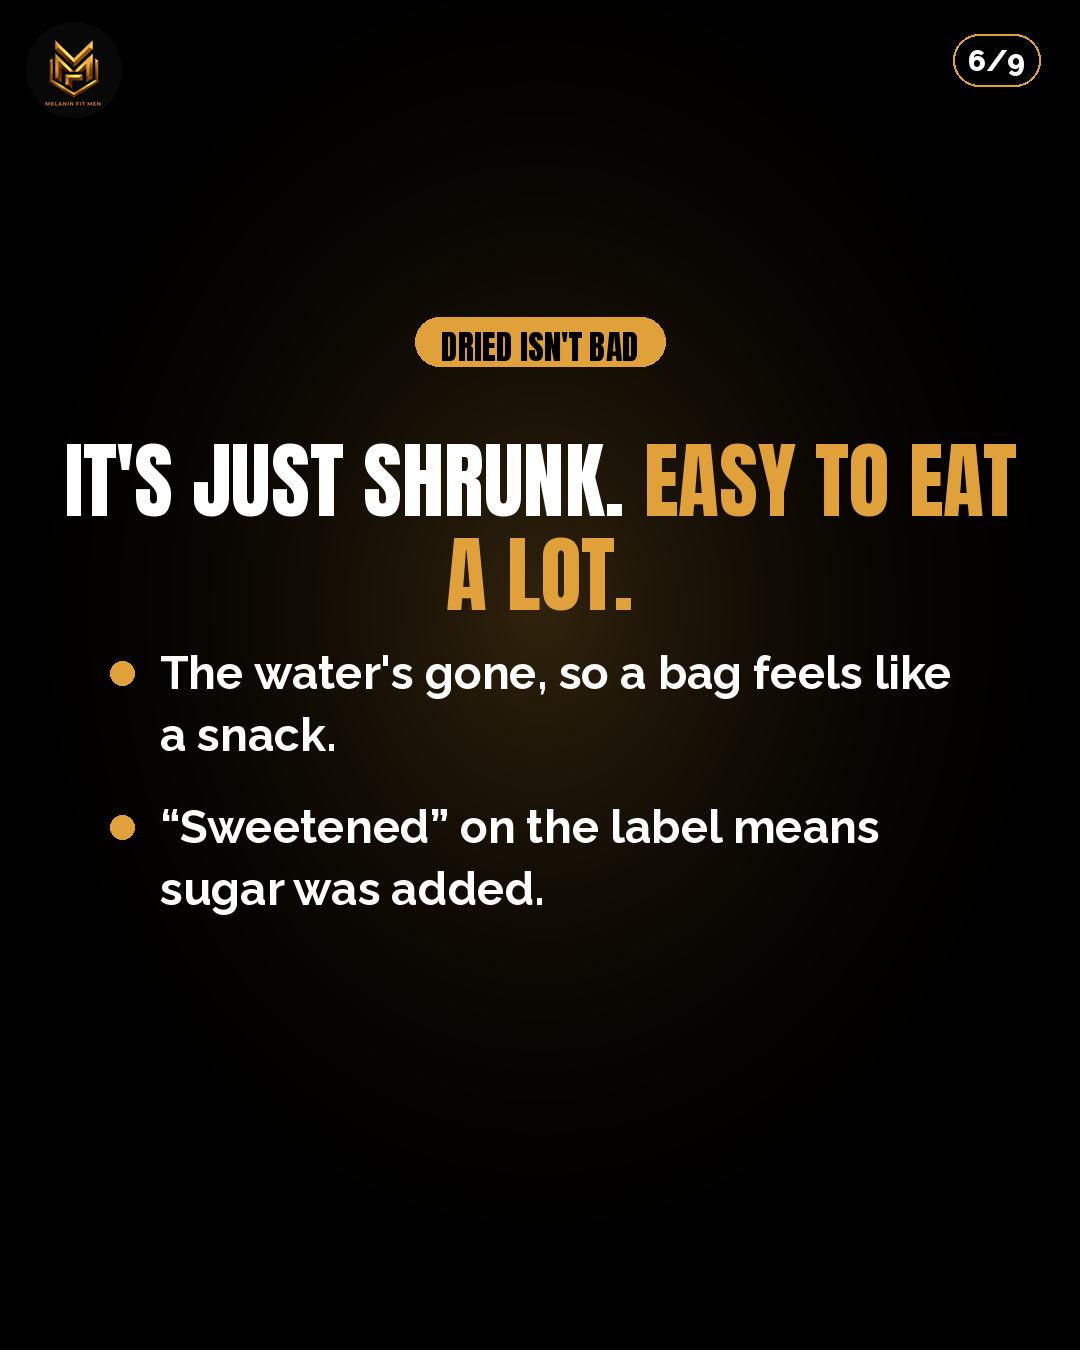 MELANIN FIT MEN
6/9
DRIED ISN'T BAD
IT'S JUST SHRUNK. EASY TO EAT
A LOT.
The water's gone, so a bag feels like
a snack.
“Sweetened” on the label means
sugar was added.